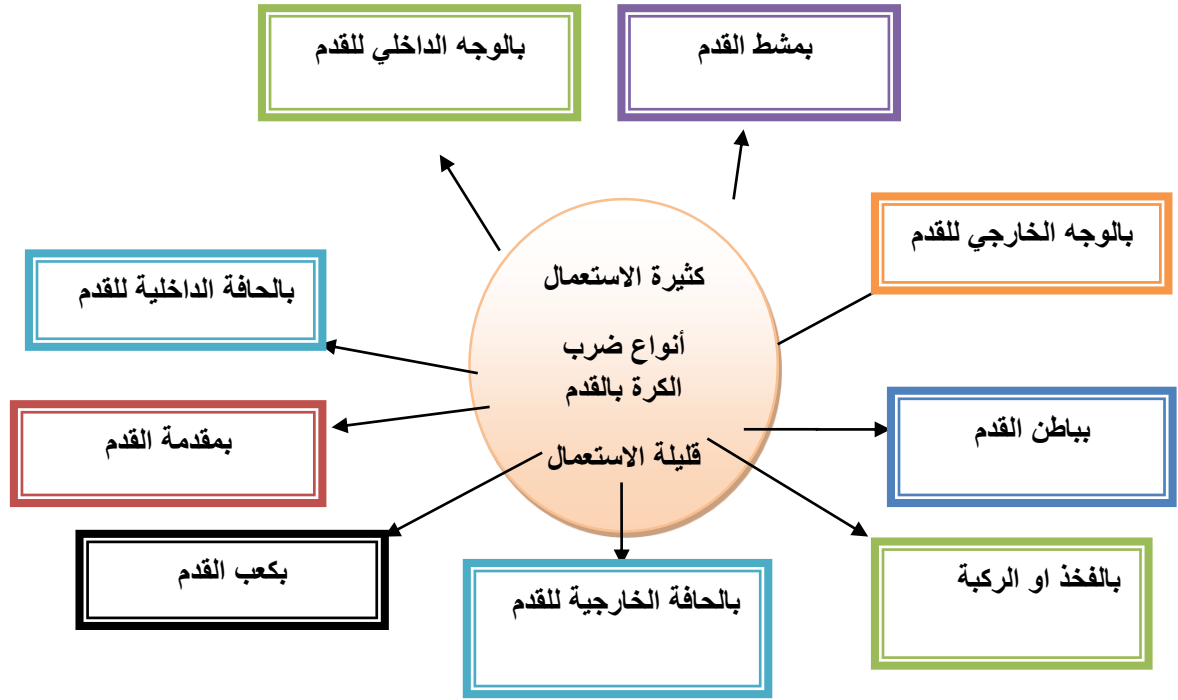 بمشط القدم
بالوجه الداخلي للقدم
بالوجه الخارجي للقدم
بالحافة الداخلية للقدم
كثيرة الاستعمال
أنواع ضرب
الكرة بالقدم
قليلة الاستعمال
بباطن القدم
بمقدمة القدم
بالفخذ او الركبة
بالحافة الخارجية للقدم
بكعب القدم